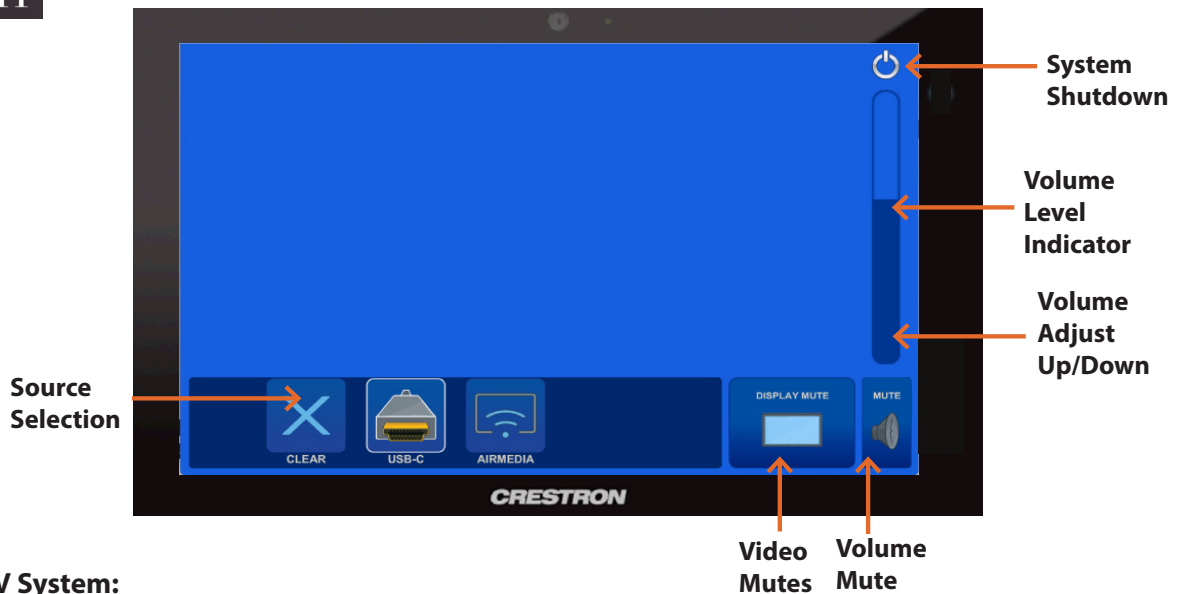 System
Shutdown
Volume
Level
Indicator
Volume
Adjust
Up/Down
Source
Selection
DISPLAY MUTE
MUTE
CLEAR
USB-C
AIRMEDIA
CRESTRON
Video
Mutes
Volume
Mute
V System: